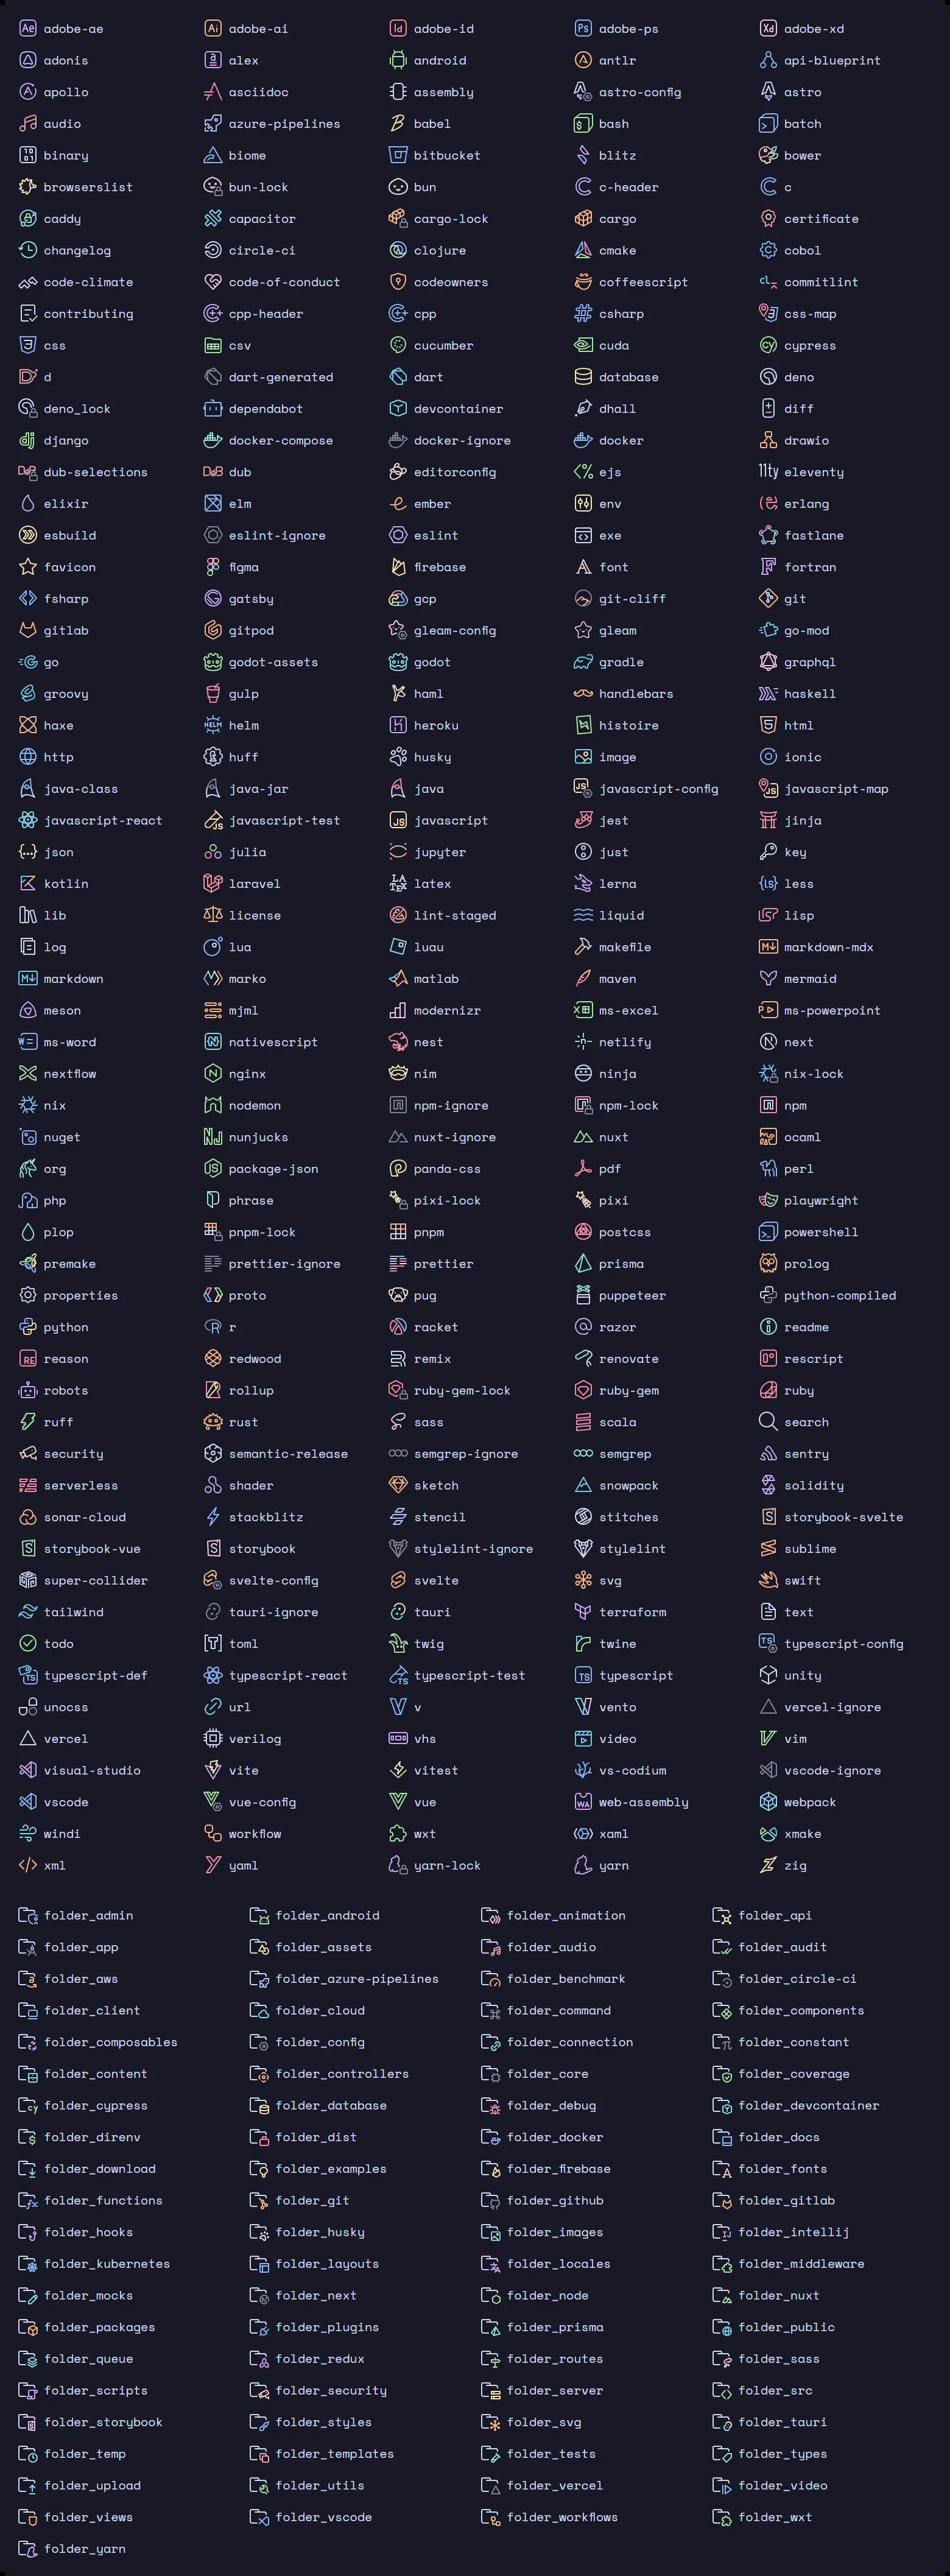 adobe-ae adobe-ai adobe-id adobe-ps adobe-xd
adonis alex android antlr api-blueprint
apollo asciidoc assembly astro-config astro
audio azure-pipelines babel bash batch
binary biome bitbucket blitz bower
browserslist bun-lock bun c-header c
caddy capacitor cargo-lock cargo certificate
changelog circle-ci clojure cmake cobol
code-climate code-of-conduct codeowners coffeescript commitlint
contributing cpp-header cpp csharp css-map
css csv cucumber cuda cypress
d dart-generated dart database deno
deno_lock dependabot devcontainer dhall diff
django docker-compose docker-ignore docker drawio
dub-selections dub editorconfig ejs eleventy
elixir elm ember env erlang
esbuild eslint-ignore eslint exe fastlane
favicon figma firebase font fortran
fsharp gatsby gcp git-cliff git
gitlab gitpod gleam-config gleam go-mod
go godot-assets godot gradle graphql
groovy gulp haml handlebars haskell
haxe helm heroku histoire html
http huff husky image ionic
java-class java-jar java javascript-config javascript-map
javascript-react javascript-test javascript jest jinja
json julia jupyter just key
kotlin laravel latex lerna less
lib license lint-staged liquid lisp
log lua luau makefile markdown-mdx
markdown marko matlab maven mermaid
meson mjml modernizr ms-excel ms-powerpoint
ms-word nativescript nest netlify next
nextflow nginx nim ninja nix-lock
nix nodemon npm-ignore npm-lock npm
nuget nunjucks nuxt-ignore nuxt ocaml
org package-json panda-css pdf perl
php phrase pixi-lock pixi playwright
plop pnpm-lock pnpm postcss powershell
premake prettier-ignore prettier prisma prolog
properties proto pug puppeteer python-compiled
python r racket razor readme
reason redwood remix renovate rescript
robots rollup ruby-gem-lock ruby-gem ruby
ruff rust sass scala search
security semantic-release semgrep-ignore semgrep sentry
serverless shader sketch snowpack solidity
sonar-cloud stackblitz stencil stitches storybook-svelte
storybook-vue storybook stylelint-ignore stylelint sublime
super-collider svelte-config svelte svg swift
tailwind tauri-ignore tauri terraform text
todo toml twig twine typescript-config
typescript-def typescript-react typescript-test typescript unity
unocss url v vento vercel-ignore
vercel verilog vhs video vim
visual-studio vite vitest vs-codium vscode-ignore
vscode vue-config vue web-assembly webpack
windi workflow wxt xaml xmake
xml yaml yarn-lock yarn zig
folder_admin folder_android folder_animation folder_api
folder_app folder_assets folder_audio folder_audit
folder_aws folder_azure-pipelines folder_benchmark folder_circle-ci
folder_client folder_cloud folder_command folder_components
folder_composables folder_config folder_connection folder_constant
folder_content folder_controllers folder_core folder_coverage
folder_cypress folder_database folder_debug folder_devcontainer
folder_direnv folder_dist folder_docker folder_docs
folder_download folder_examples folder_firebase folder_fonts
folder_functions folder_git folder_github folder_gitlab
folder_hooks folder_husky folder_images folder_intellij
folder_kubernetes folder_layouts folder_locales folder_middleware
folder_mocks folder_next folder_node folder_nuxt
folder_packages folder_plugins folder_prisma folder_public
folder_queue folder_redux folder_routes folder_sass
folder_scripts folder_security folder_server folder_src
folder_storybook folder_styles folder_svg folder_tauri
folder_temp folder_templates folder_tests folder_types
folder_upload folder_utils folder_vercel folder_video
folder_views folder_vscode folder_workflows folder_wxt
folder_yarn